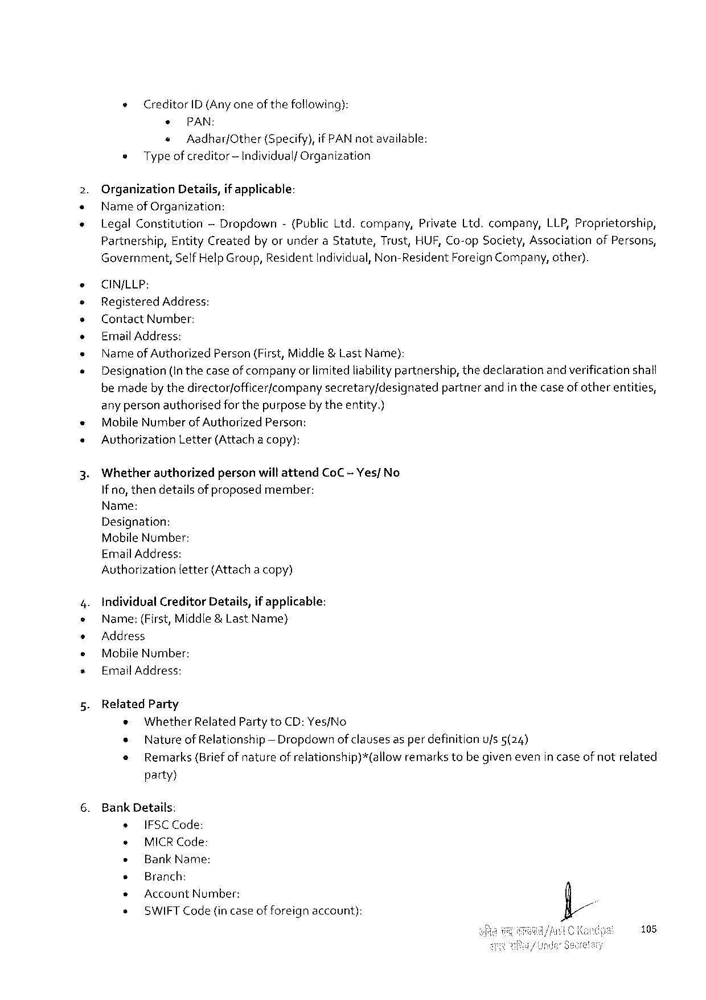 • Creditor ID (Any one of the following):
• PAN:
• Aadhar/Other (Specify), if PAN not available:
• Type of creditor – Individual/ Organization
2. Organization Details, if applicable:
• Name of Organization:
• Legal Constitution – Dropdown - (Public Ltd. company, Private Ltd. company, LLP, Proprietorship,
Partnership, Entity Created by or under a Statute, Trust, HUF, Co-op Society, Association of Persons,
Government, Self Help Group, Resident Individual, Non-Resident Foreign Company, other).
• CIN/LLP:
• Registered Address:
• Contact Number:
• Email Address:
• Name of Authorized Person (First, Middle & Last Name):
• Designation (In the case of company or limited liability partnership, the declaration and verification shall
be made by the director/officer/company secretary/designated partner and in the case of other entities,
any person authorised for the purpose by the entity.)
• Mobile Number of Authorized Person:
• Authorization Letter (Attach a copy):
3. Whether authorized person will attend CoC – Yes/ No
If no, then details of proposed member:
Name:
Designation:
Mobile Number:
Email Address:
Authorization letter (Attach a copy)
4. Individual Creditor Details, if applicable:
• Name: (First, Middle & Last Name)
• Address
• Mobile Number:
• Email Address:
5. Related Party
• Whether Related Party to CD: Yes/No
• Nature of Relationship – Dropdown of clauses as per definition u/s 5(24)
• Remarks (Brief of nature of relationship)*(allow remarks to be given even in case of not related
party)
6. Bank Details:
• IFSC Code:
• MICR Code:
• Bank Name:
• Branch:
• Account Number:
• SWIFT Code (in case of foreign account):
/Anil C Kandpal 105
/ Under Secretary